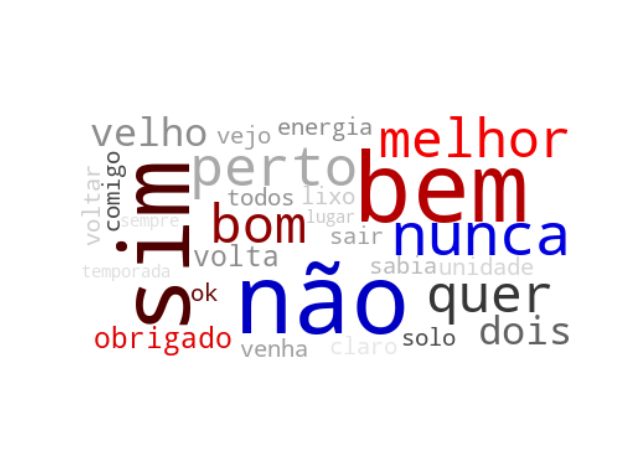 velho
vejo
energia
melhor
perto
bem
comigo
voltar
sim
todos
lixo
sempre
bom
lugar
sair
nunca
volta
sabia
unidade
temporada
ok
não
quer
obrigado
venha
claro
solo
dois